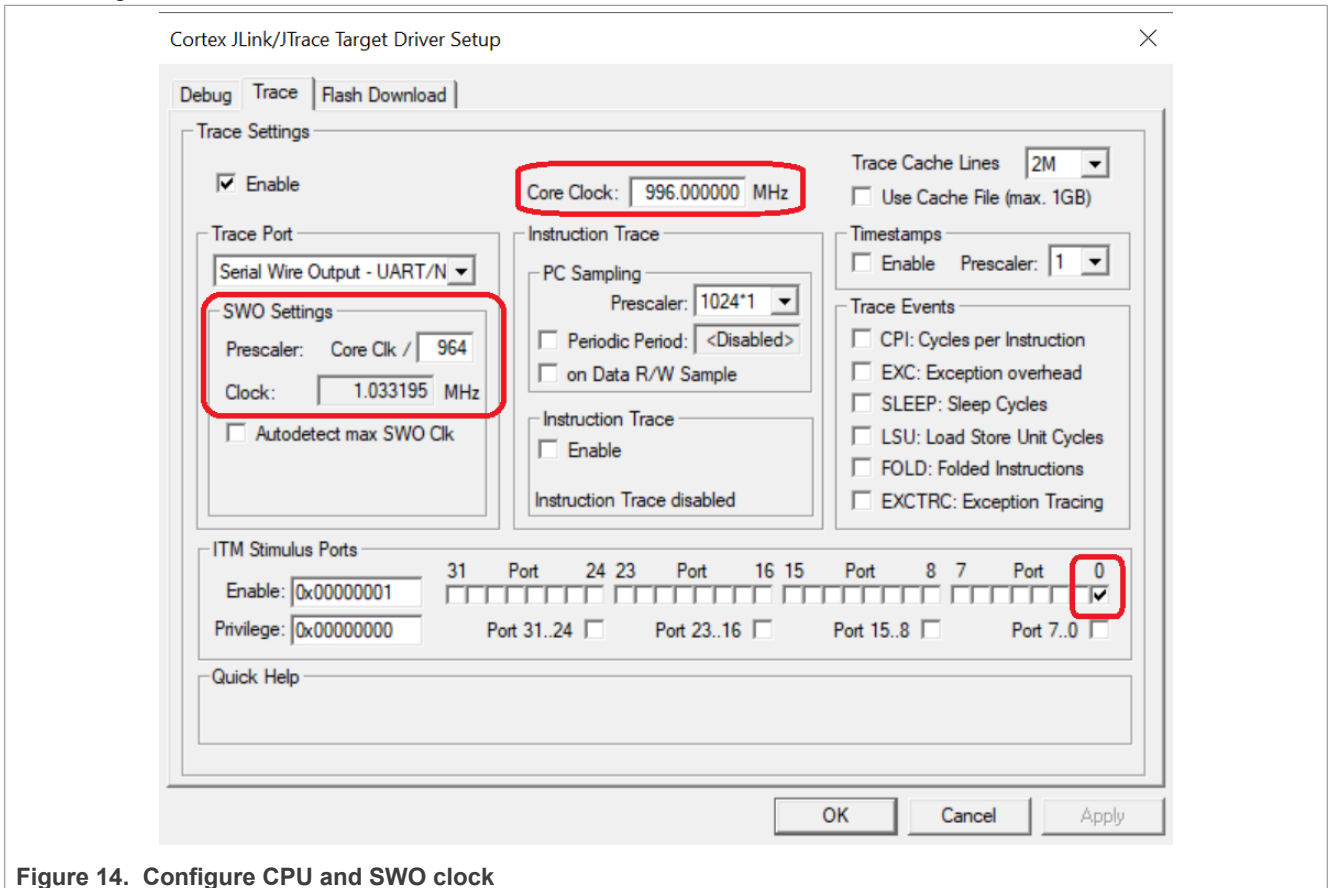 Cortex JLink/JTrace Target Driver Setup
Debug Trace Flash Download
Trace Settings
Enable
Core Clock: 996.000000 MHz
Trace Cache Lines 2M
Use Cache File (max. 1GB)
Trace Port
Serial Wire Output - UART/N
SWO Settings
Prescaler: Core Clk / 964
Clock: 1.033195 MHz
Autodetect max SWO Clk
Instruction Trace
PC Sampling
Prescaler: 1024*1
Periodic Period: <Disabled>
on Data R/W Sample
Instruction Trace
Enable
Instruction Trace disabled
Timestamps
Enable Prescaler: 1
Trace Events
CPI: Cycles per Instruction
EXC: Exception overhead
SLEEP: Sleep Cycles
LSU: Load Store Unit Cycles
FOLD: Folded Instructions
EXCTRC: Exception Tracing
ITM Stimulus Ports
31 Port 24 23 Port 16 15 Port 8 7 Port 0
Enable: 0x00000001
Privilege: 0x00000000 Port 31..24 Port 23..16 Port 15..8 Port 7..0
Quick Help
OK Cancel Apply
Figure 14. Configure CPU and SWO clock